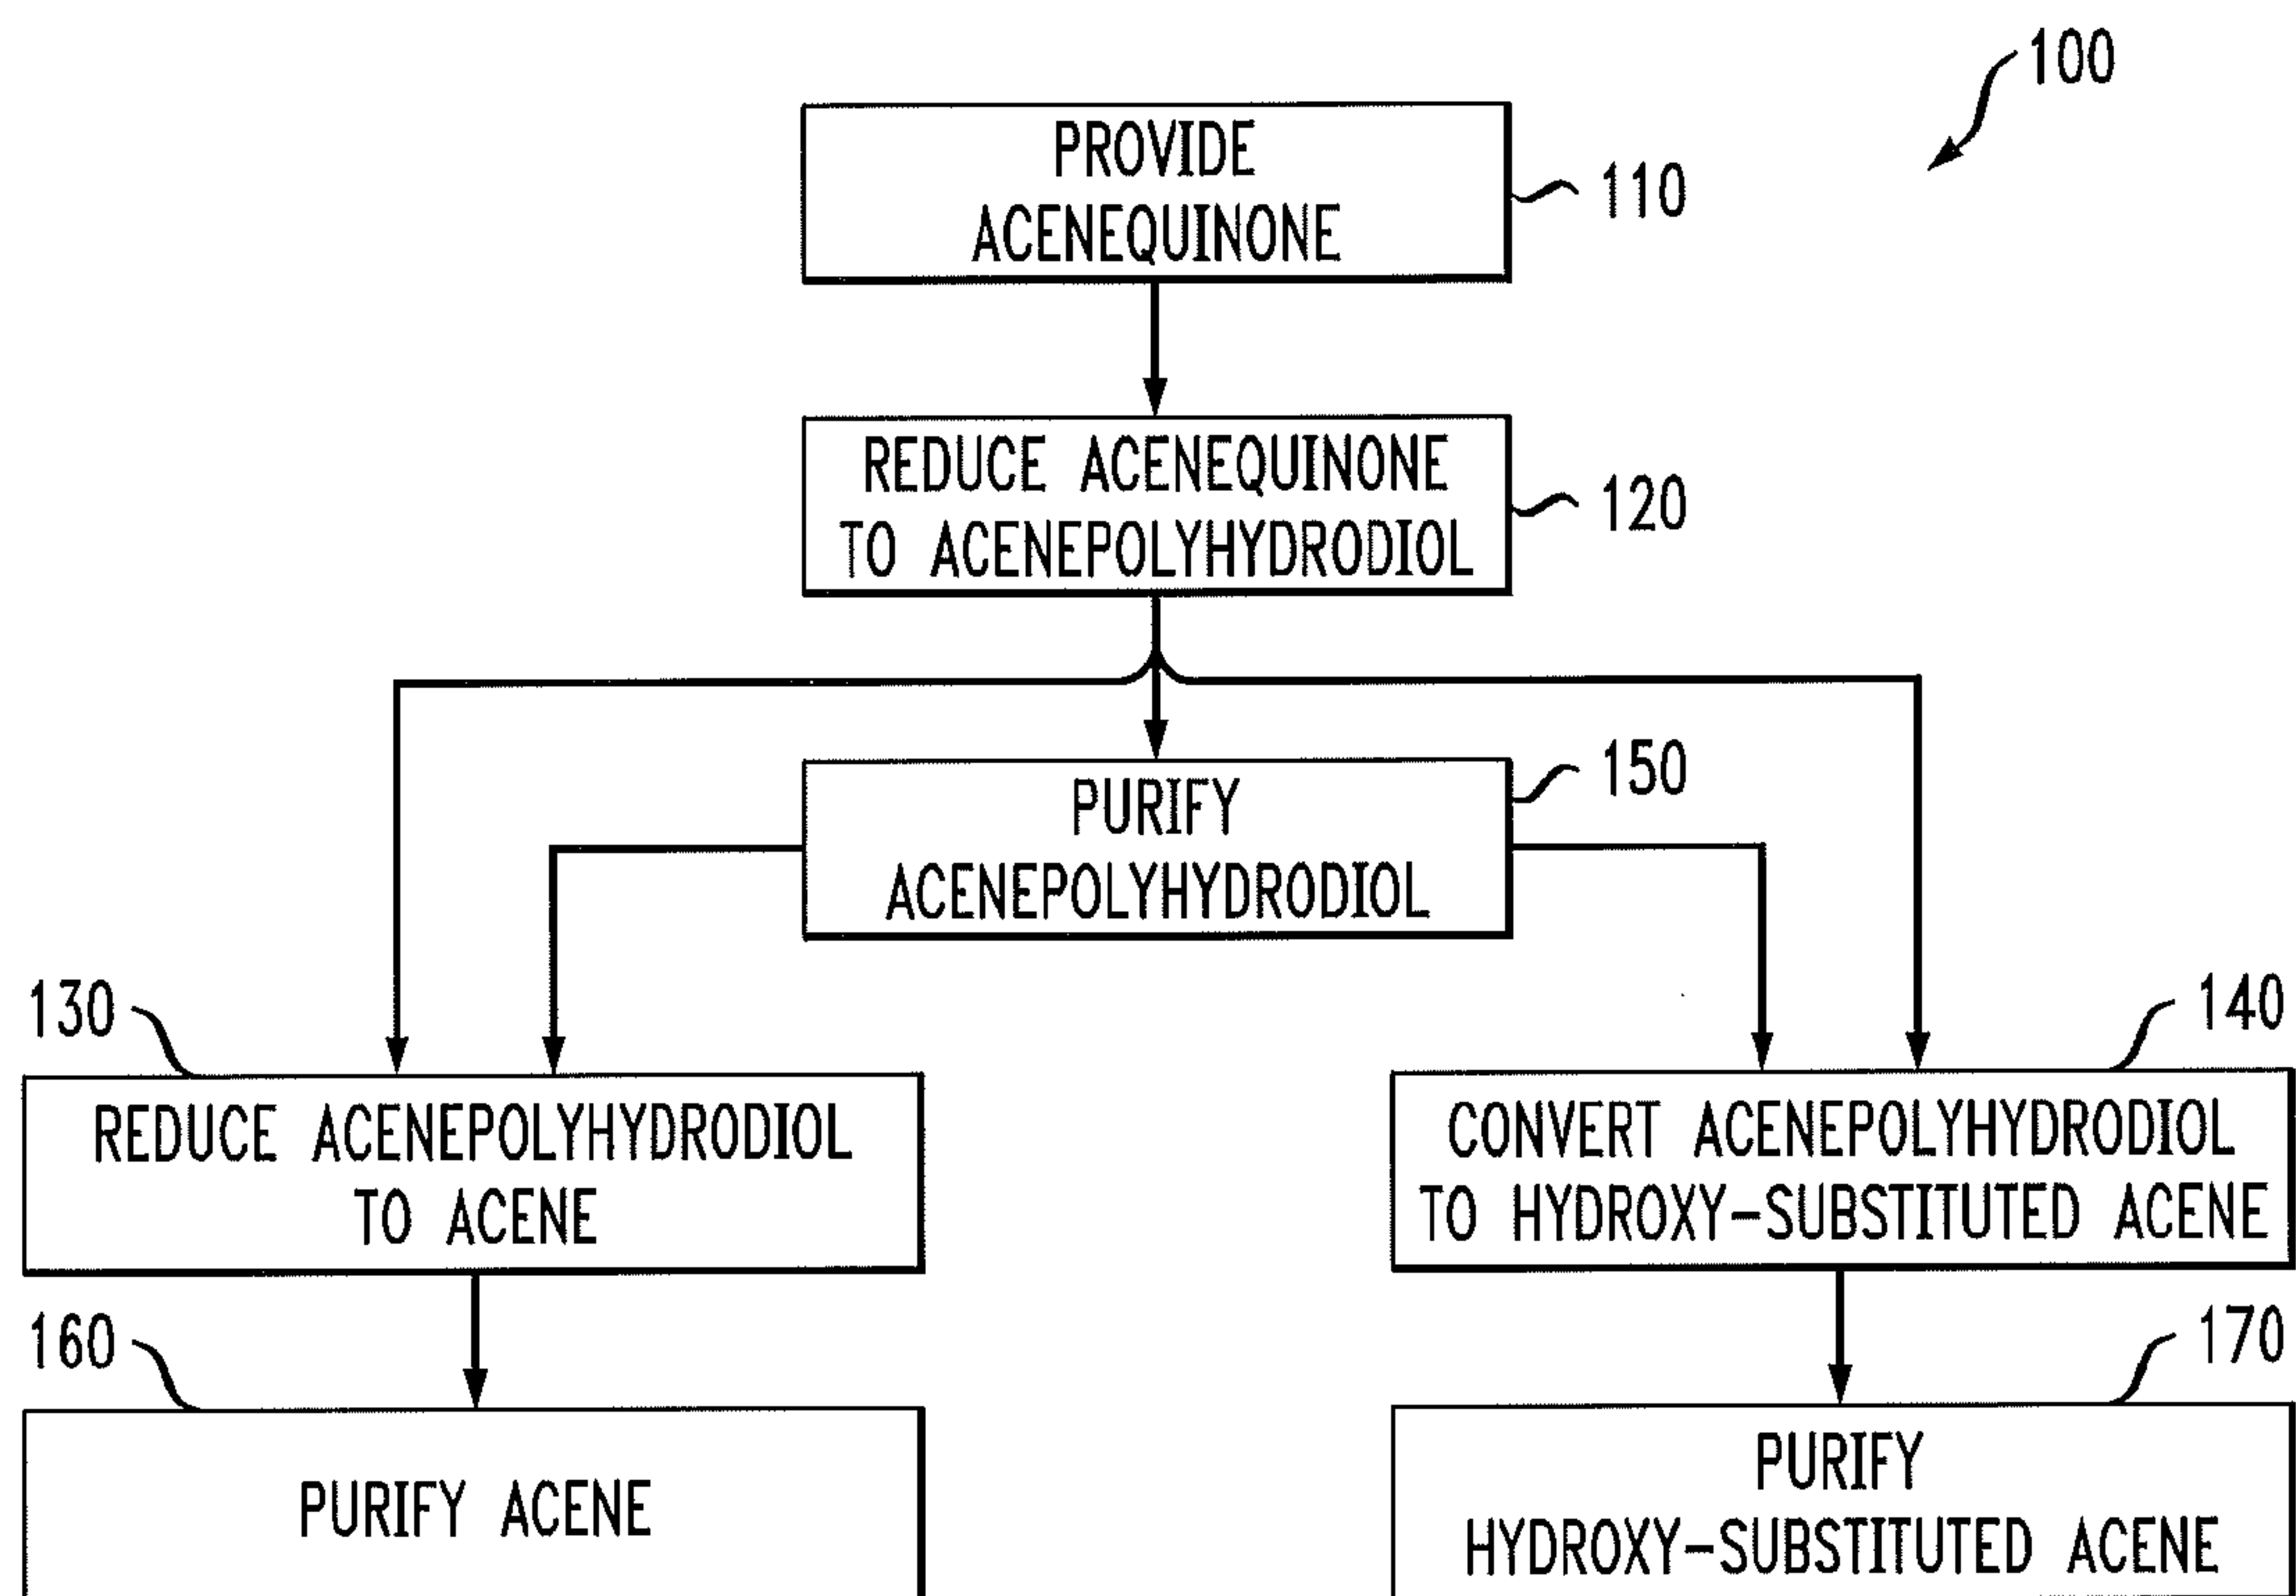 100
PROVIDE
ACENEQUINONE
110
REDUCE ACENEQUINONE
TO ACENEPOLYHYDRODIOL
120
PURIFY
ACENEPOLYHYDRODIOL
150
130
REDUCE ACENEPOLYHYDRODIOL
TO ACENE
140
CONVERT ACENEPOLYHYDRODIOL
TO HYDROXY-SUBSTITUTED ACENE
160
PURIFY ACENE
170
PURIFY
HYDROXY-SUBSTITUTED ACENE